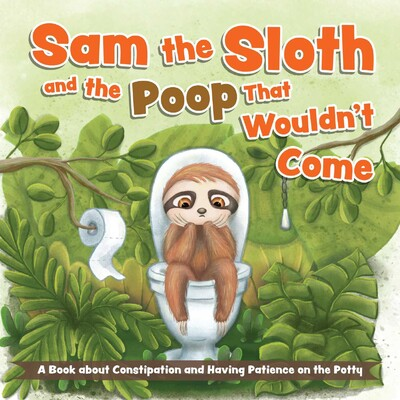 Sam the Sloth
and the Poop That
Wouldn't
Come
A Book about Constipation and Having Patience on the Potty